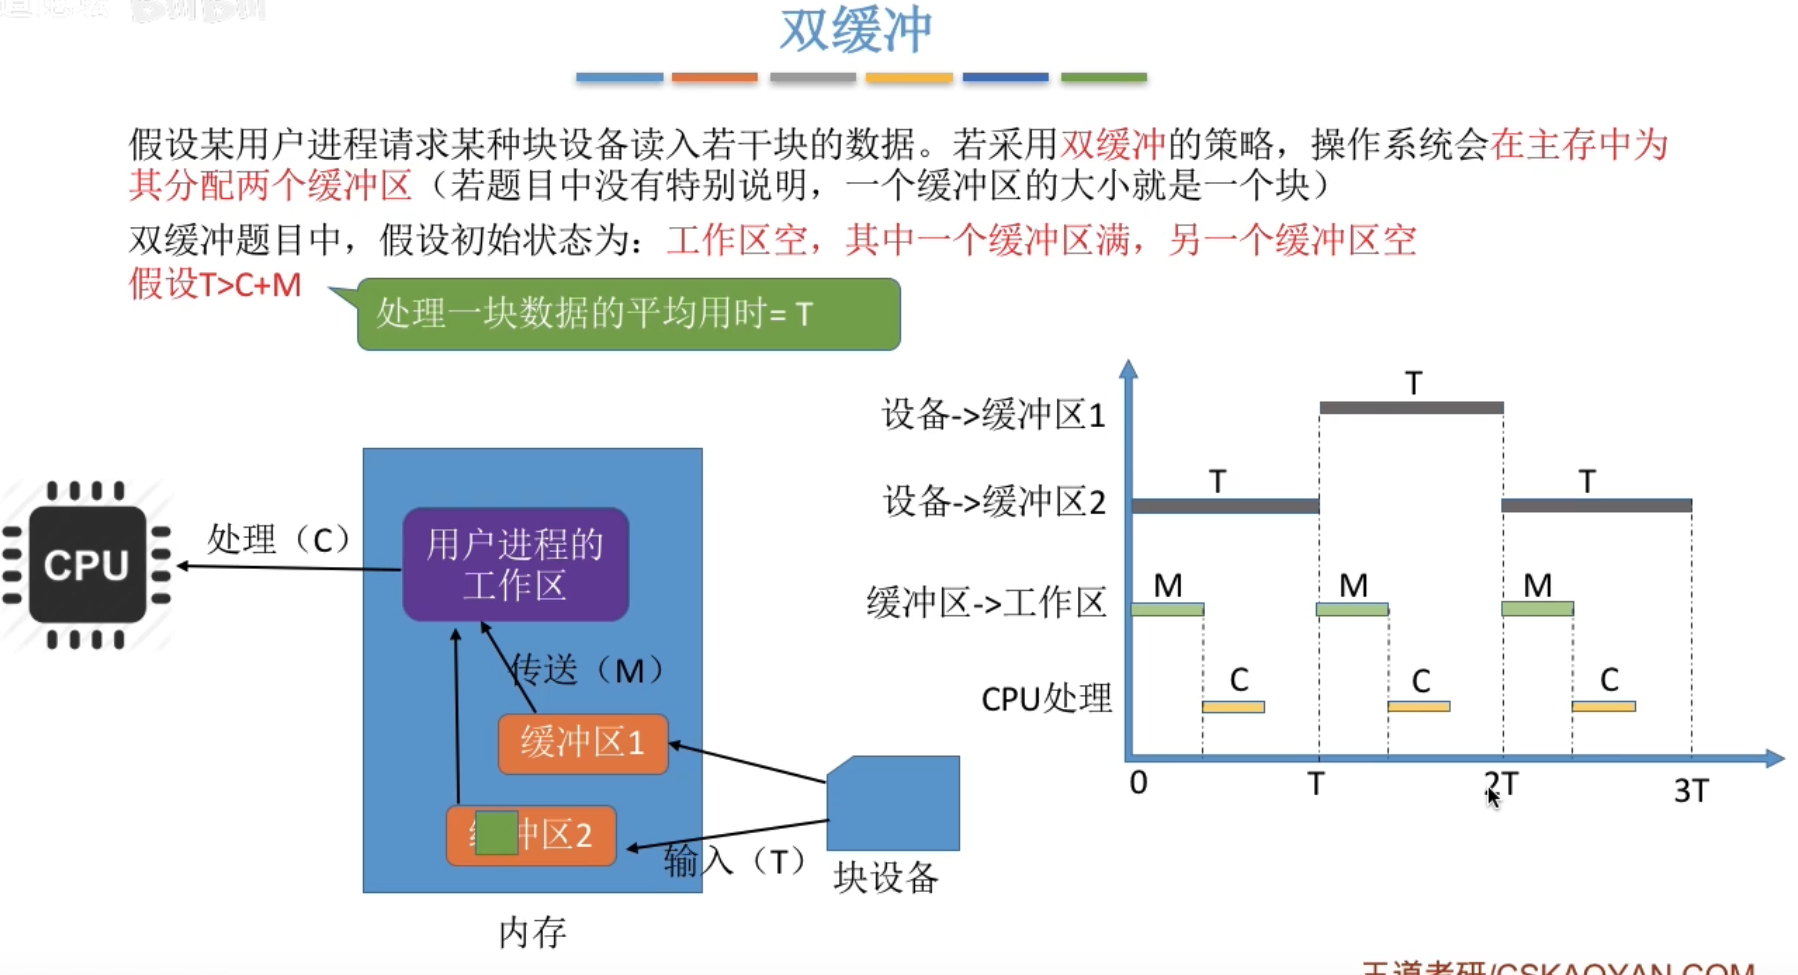 双缓冲
假设某用户进程请求某种块设备读入若干块的数据。若采用双缓冲的策略，操作系统会在主存中为
其分配两个缓冲区（若题目中没有特别说明，一个缓冲区的大小就是一个块）
双缓冲题目中，假设初始状态为：工作区空，其中一个缓冲区满，另一个缓冲区空
假设T>C+M
处理一块数据的平均用时= T
CPU
处理（C）
用户进程的
工作区
传送（M）
缓冲区1
冲区2
输入（T）
块设备
内存
设备->缓冲区1
T
设备->缓冲区2
T
T
缓冲区->工作区
M
M
M
CPU处理
C
C
C
0
T
2T
3T
王道考研/CSKAOYAN.COM